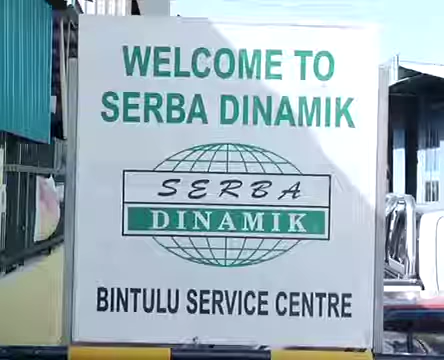 WELCOME TO
SERBA DINAMIK
SERBA
DINAMIK
BINTULU SERVICE CENTRE